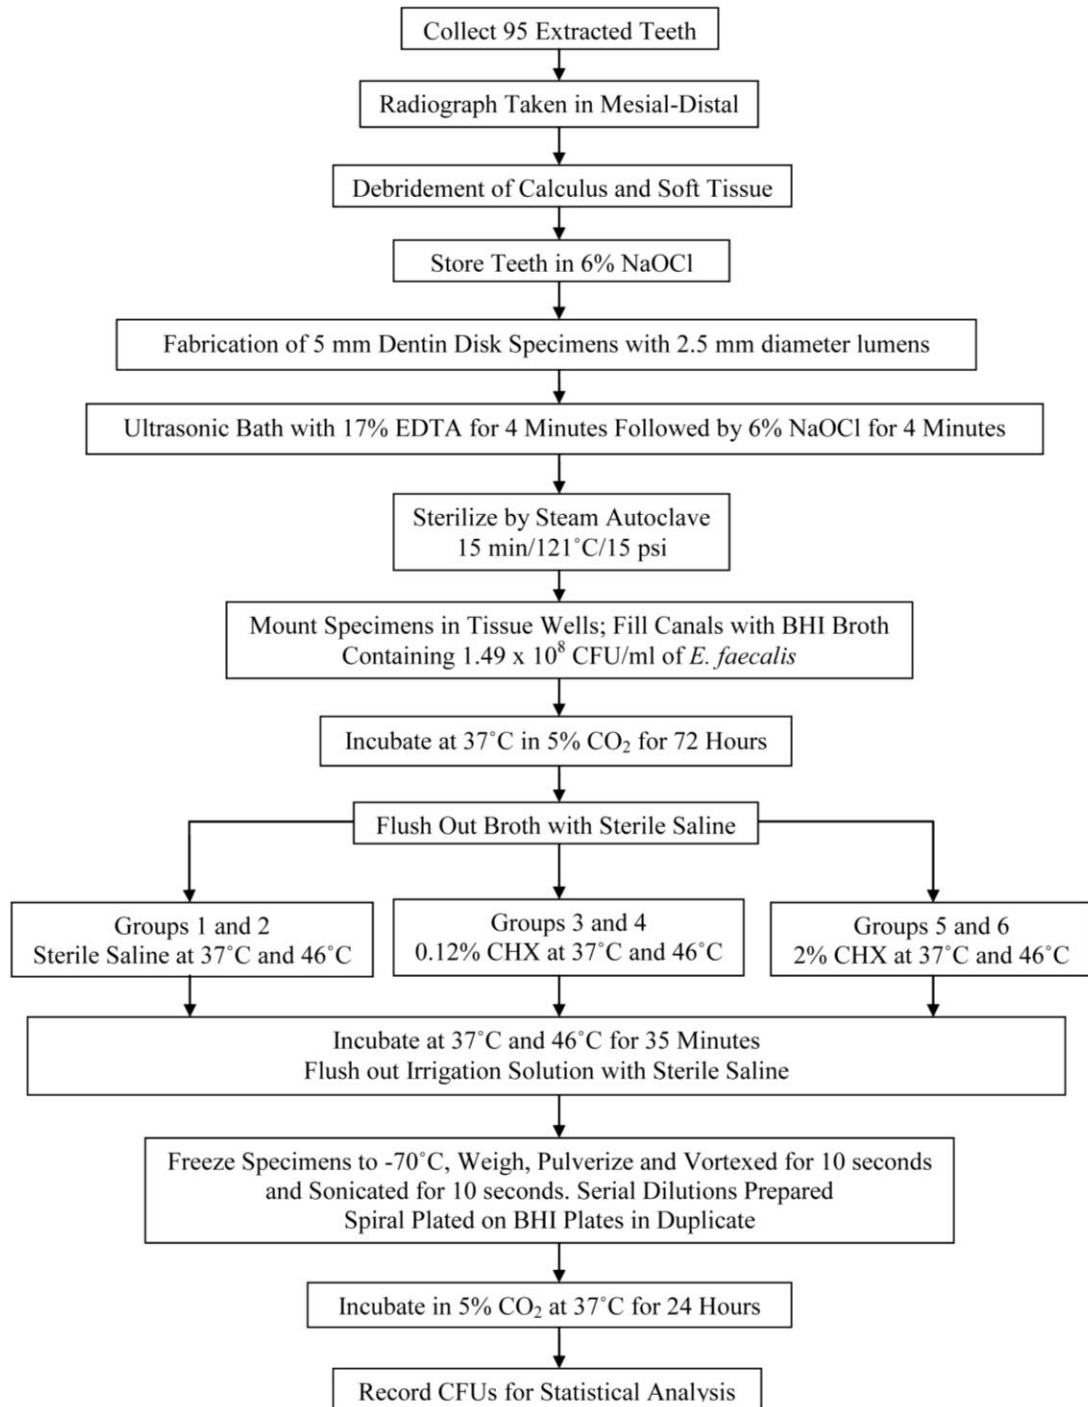 Collect 95 Extracted Teeth
Radiograph Taken in Mesial-Distal
Debridement of Calculus and Soft Tissue
Store Teeth in 6% NaOCl
Fabrication of 5 mm Dentin Disk Specimens with 2.5 mm diameter lumens
Ultrasonic Bath with 17% EDTA for 4 Minutes Followed by 6% NaOCl for 4 Minutes
Sterilize by Steam Autoclave
15 min/121˚C/15 psi
Mount Specimens in Tissue Wells; Fill Canals with BHI Broth
Containing 1.49 x 10⁸ CFU/ml of E. faecalis
Incubate at 37˚C in 5% CO₂ for 72 Hours
Flush Out Broth with Sterile Saline
Groups 1 and 2
Sterile Saline at 37˚C and 46˚C
Groups 3 and 4
0.12% CHX at 37˚C and 46˚C
Groups 5 and 6
2% CHX at 37˚C and 46˚C
Incubate at 37˚C and 46˚C for 35 Minutes
Flush out Irrigation Solution with Sterile Saline
Freeze Specimens to -70˚C, Weigh, Pulverize and Vortexed for 10 seconds
and Sonicated for 10 seconds. Serial Dilutions Prepared
Spiral Plated on BHI Plates in Duplicate
Incubate in 5% CO₂ at 37˚C for 24 Hours
Record CFUs for Statistical Analysis